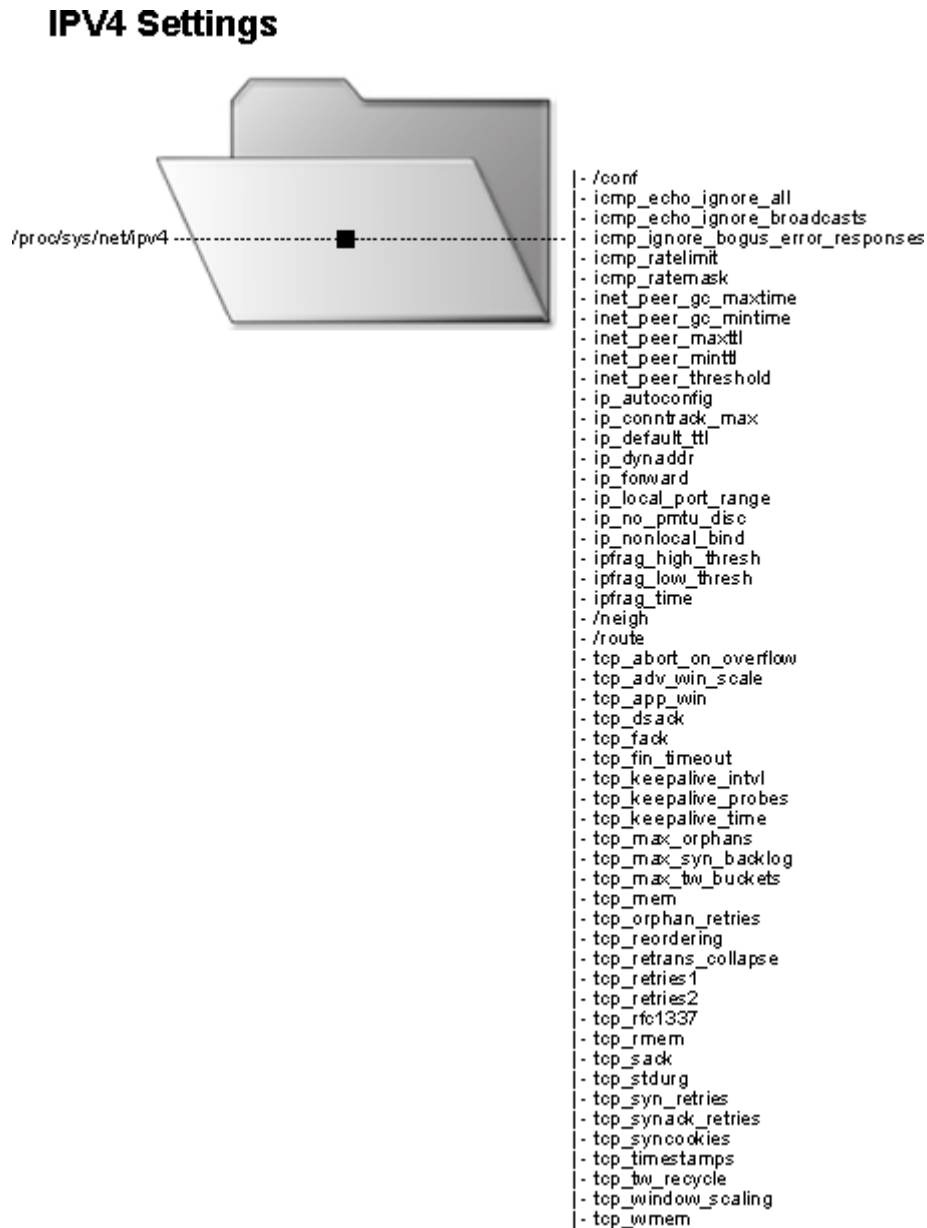 IPV4 Settings
/proc/sys/net/ipv4
|- /conf
|- icmp_echo_ignore_all
|- icmp_echo_ignore_broadcasts
|- icmp_ignore_bogus_error_responses
|- icmp_ratelimit
|- icmp_ratemask
|- inet_peer_gc_maxtime
|- inet_peer_gc_mintime
|- inet_peer_maxttl
|- inet_peer_minttl
|- inet_peer_threshold
|- ip_autoconfig
|- ip_conntrack_max
|- ip_default_ttl
|- ip_dynaddr
|- ip_forward
|- ip_local_port_range
|- ip_no_pmtu_disc
|- ip_nonlocal_bind
|- ipfrag_high_thresh
|- ipfrag_low_thresh
|- ipfrag_time
|- /neigh
|- /route
|- tcp_abort_on_overflow
|- tcp_adv_win_scale
|- tcp_app_win
|- tcp_dsack
|- tcp_fack
|- tcp_fin_timeout
|- tcp_keepalive_intvl
|- tcp_keepalive_probes
|- tcp_keepalive_time
|- tcp_max_orphans
|- tcp_max_syn_backlog
|- tcp_max_tw_buckets
|- tcp_mem
|- tcp_orphan_retries
|- tcp_reordering
|- tcp_retrans_collapse
|- tcp_retries1
|- tcp_retries2
|- tcp_rfc1337
|- tcp_rmem
|- tcp_sack
|- tcp_stdurg
|- tcp_syn_retries
|- tcp_synack_retries
|- tcp_syncookies
|- tcp_timestamps
|- tcp_tw_recycle
|- tcp_window_scaling
|- tcp_wmem